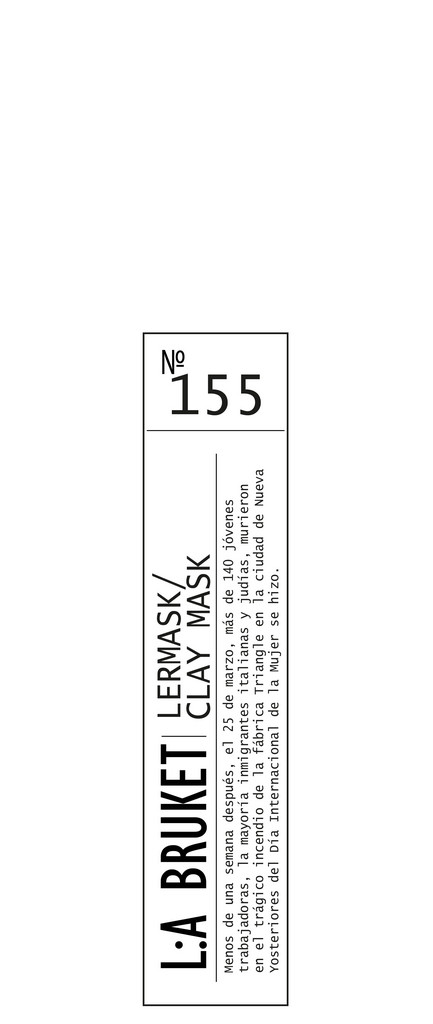 Nº
155
L:A BRUKET
LERMASK/
CLAY MASK
Menos de una semana después, el 25 de marzo, más de 140 jóvenes
trabajadoras, la mayoría inmigrantes italianas y judías, murieron
en el trágico incendio de la fábrica Triangle en la ciudad de Nueva
Yosteriores del Día Internacional de la Mujer se hizo.